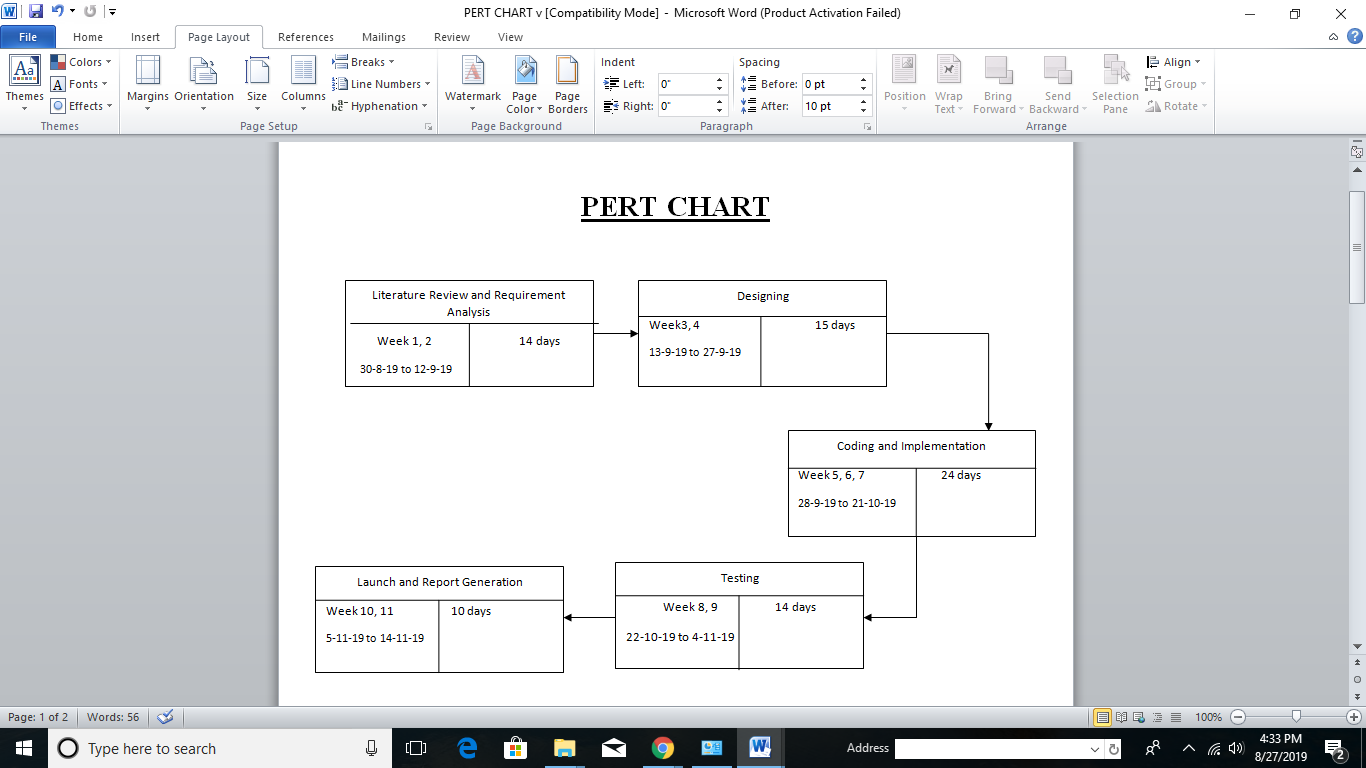 PERT CHART v [Compatibility Mode] - Microsoft Word (Product Activation Failed)
File Home Insert Page Layout References Mailings Review View
Themes
Colors
Fonts
Effects
Themes
Margins
Orientation
Size
Columns
Breaks
Line Numbers
Hyphenation
Page Setup
Watermark
Page
Color
Page
Borders
Page Background
Indent
Left: 0"
Right: 0"
Spacing
Before: 0 pt
After: 10 pt
Paragraph
Position
Wrap
Text
Bring
Forward
Send
Backward
Selection
Pane
Align
Group
Rotate
Arrange
PERT CHART
Literature Review and Requirement
Analysis
Week 1, 2
14 days
30-8-19 to 12-9-19
Designing
Week3, 4
15 days
13-9-19 to 27-9-19
Coding and Implementation
Week 5, 6, 7
24 days
28-9-19 to 21-10-19
Testing
Week 8, 9
14 days
22-10-19 to 4-11-19
Launch and Report Generation
Week 10, 11
10 days
5-11-19 to 14-11-19
Page: 1 of 2 Words: 56 100%
Type here to search
Address
4:33 PM
8/27/2019
2